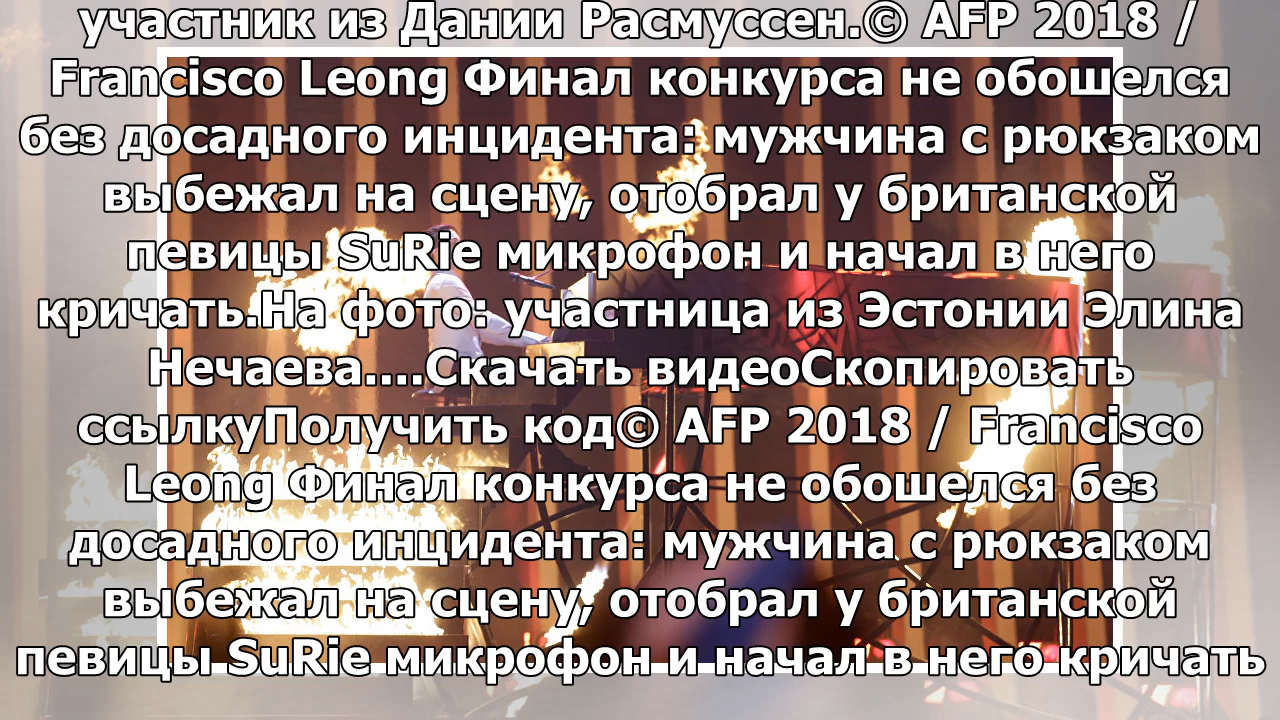 участник из Дании Расмуссен.© AFP 2018 /
Francisco Leong Финал конкурса не обошелся
без досадного инцидента: мужчина с рюкзаком
выбежал на сцену, отобрал у британской
певицы SuRie микрофон и начал в него
кричать.На фото: участница из Эстонии Элина
Нечаева....Скачать видеоСкопировать
ссылкуПолучить код© AFP 2018 / Francisco
Leong Финал конкурса не обошелся без
досадного инцидента: мужчина с рюкзаком
выбежал на сцену, отобрал у британской
певицы SuRie микрофон и начал в него кричать